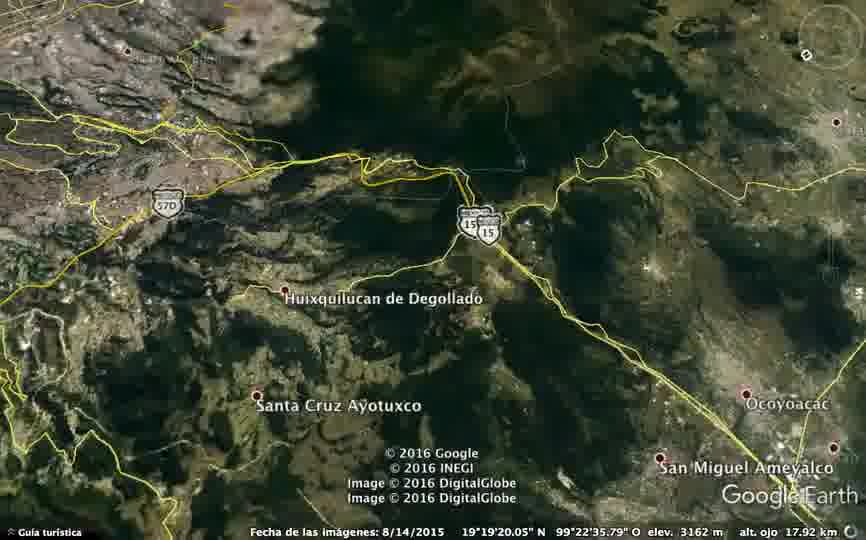 57D
15
15
Huixquilucan de Degollado
Santa Cruz Ayotuxco
Ocoyoacac
San Miguel Ameyalco
© 2016 Google
© 2016 INEGI
Image © 2016 DigitalGlobe
Image © 2016 DigitalGlobe
Google Earth
Guía turística
Fecha de las imágenes: 8/14/2015 19°19'20.05" N 99°22'35.79" O elev. 3162 m alt. ojo 17.92 km